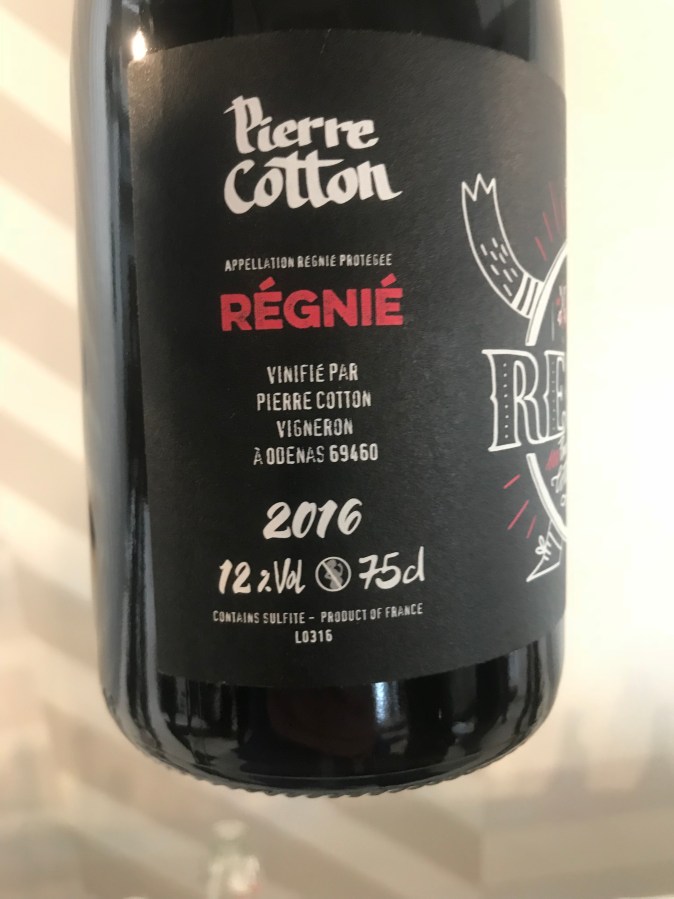 Pierre
Cotton
APPELLATION RÉGNIÉ PROTÉGÉE
RÉGNIÉ
VINIFIÉ PAR
PIERRE COTTON
VIGNERON
À ODENAS 69460
2016
12 %Vol 75cl
CONTAINS SULFITE - PRODUCT OF FRANCE
L0316
RE